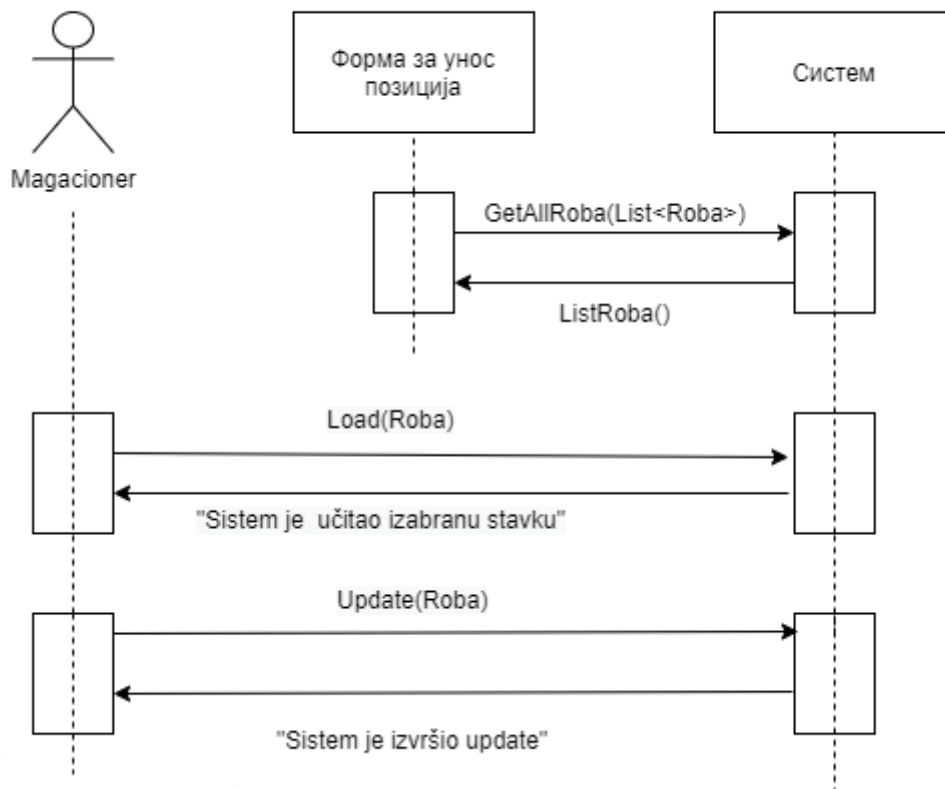 Форма за унос
позиција
Систем
Magacioner
GetAllRoba(List<Roba>)
ListRoba()
Load(Roba)
"Sistem je  učitao izabranu stavku"
Update(Roba)
"Sistem je izvršio update"